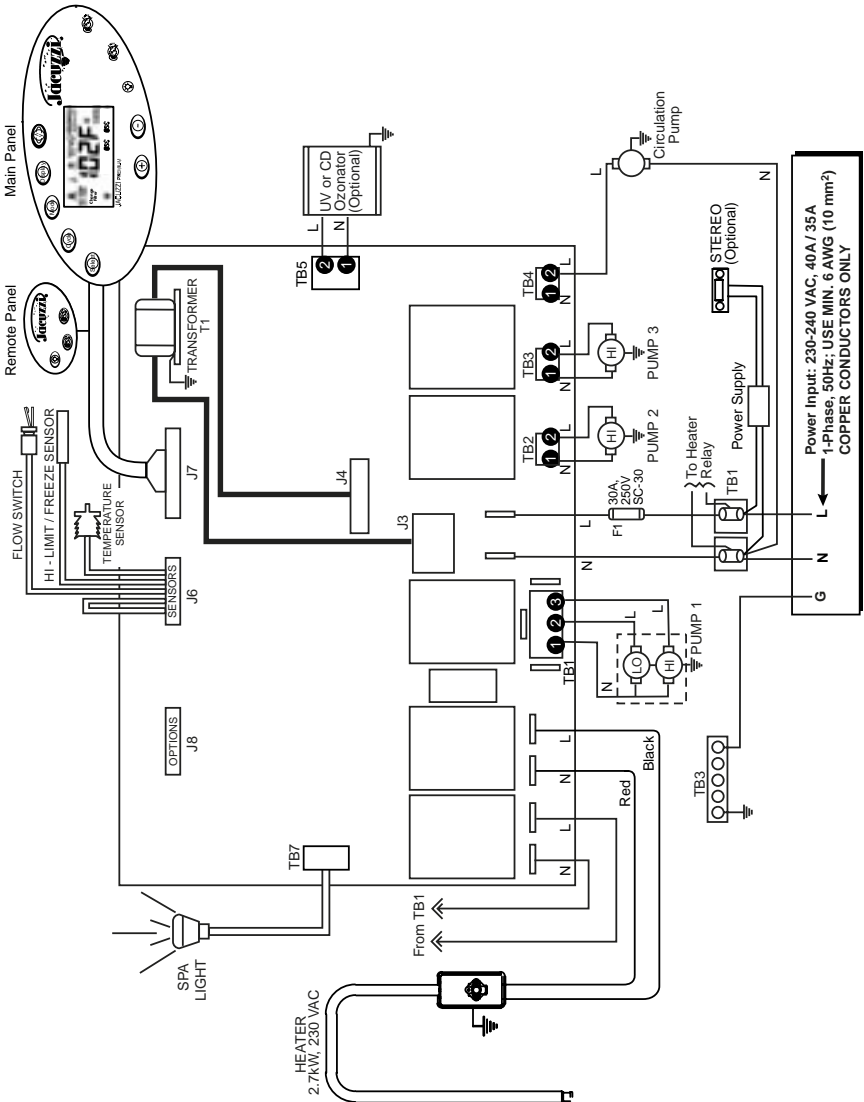 Remote Panel
Main Panel
Jacuzzi
Jacuzzi
102F
JACUZZI PREMIUM
FLOW SWITCH
HI - LIMIT / FREEZE SENSOR
TEMPERATURE
SENSOR
SENSORS
J6
J7
OPTIONS
J8
TRANSFORMER
T1
J4
J3
TB5
2
1
L
N
UV or CD
Ozonator
(Optional)
SPA
LIGHT
TB7
HEATER
2.7kW, 230 VAC
From TB1
N
L
N
L
Red
Black
TB1
1
2
3
N
L
L
LO
HI
PUMP 1
TB2
1
2
N
L
HI
PUMP 2
TB3
1
2
N
L
HI
PUMP 3
TB4
1
2
N
L
L
N
Circulation
Pump
N
L
F1
30A,
250V
SC-30
To Heater
Relay
TB1
Power Supply
STEREO
(Optional)
TB3
G
N
L
Power Input: 230-240 VAC, 40A / 35A
1-Phase, 50Hz; USE MIN. 6 AWG (10 mm²)
COPPER CONDUCTORS ONLY